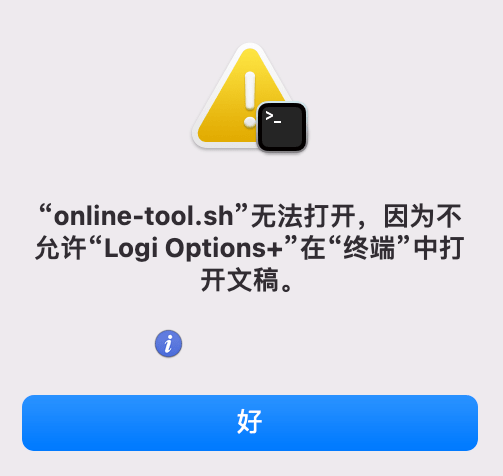 >_
“online-tool.sh”无法打开，因为不
允许“Logi Options+”在“终端”中打
开文稿。
i
好